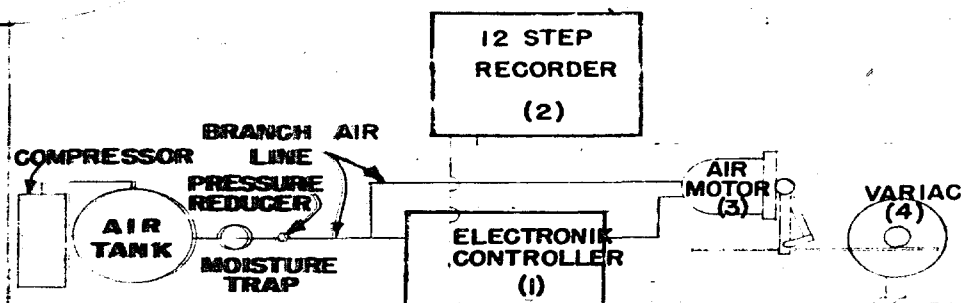 12 STEP
RECORDER
(2)
BRANCH AIR
LINE
COMPRESSOR
PRESSURE
REDUCER
AIR
TANK
MOISTURE
TRAP
ELECTRONIK
CONTROLLER
(1)
AIR
MOTOR
(3)
VARIAC
(4)